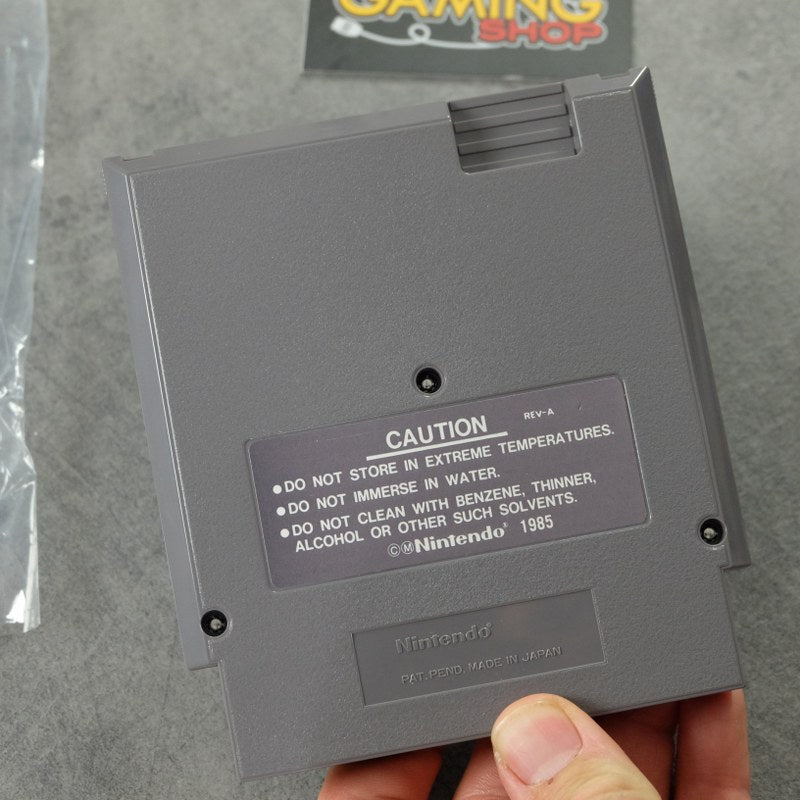 GAMING
SHOP
CAUTION REV-A
●DO NOT STORE IN EXTREME TEMPERATURES.
●DO NOT IMMERSE IN WATER.
●DO NOT CLEAN WITH BENZENE, THINNER,
ALCOHOL OR OTHER SUCH SOLVENTS.
©ⓂNintendo® 1985
Nintendo®
PAT. PEND. MADE IN JAPAN